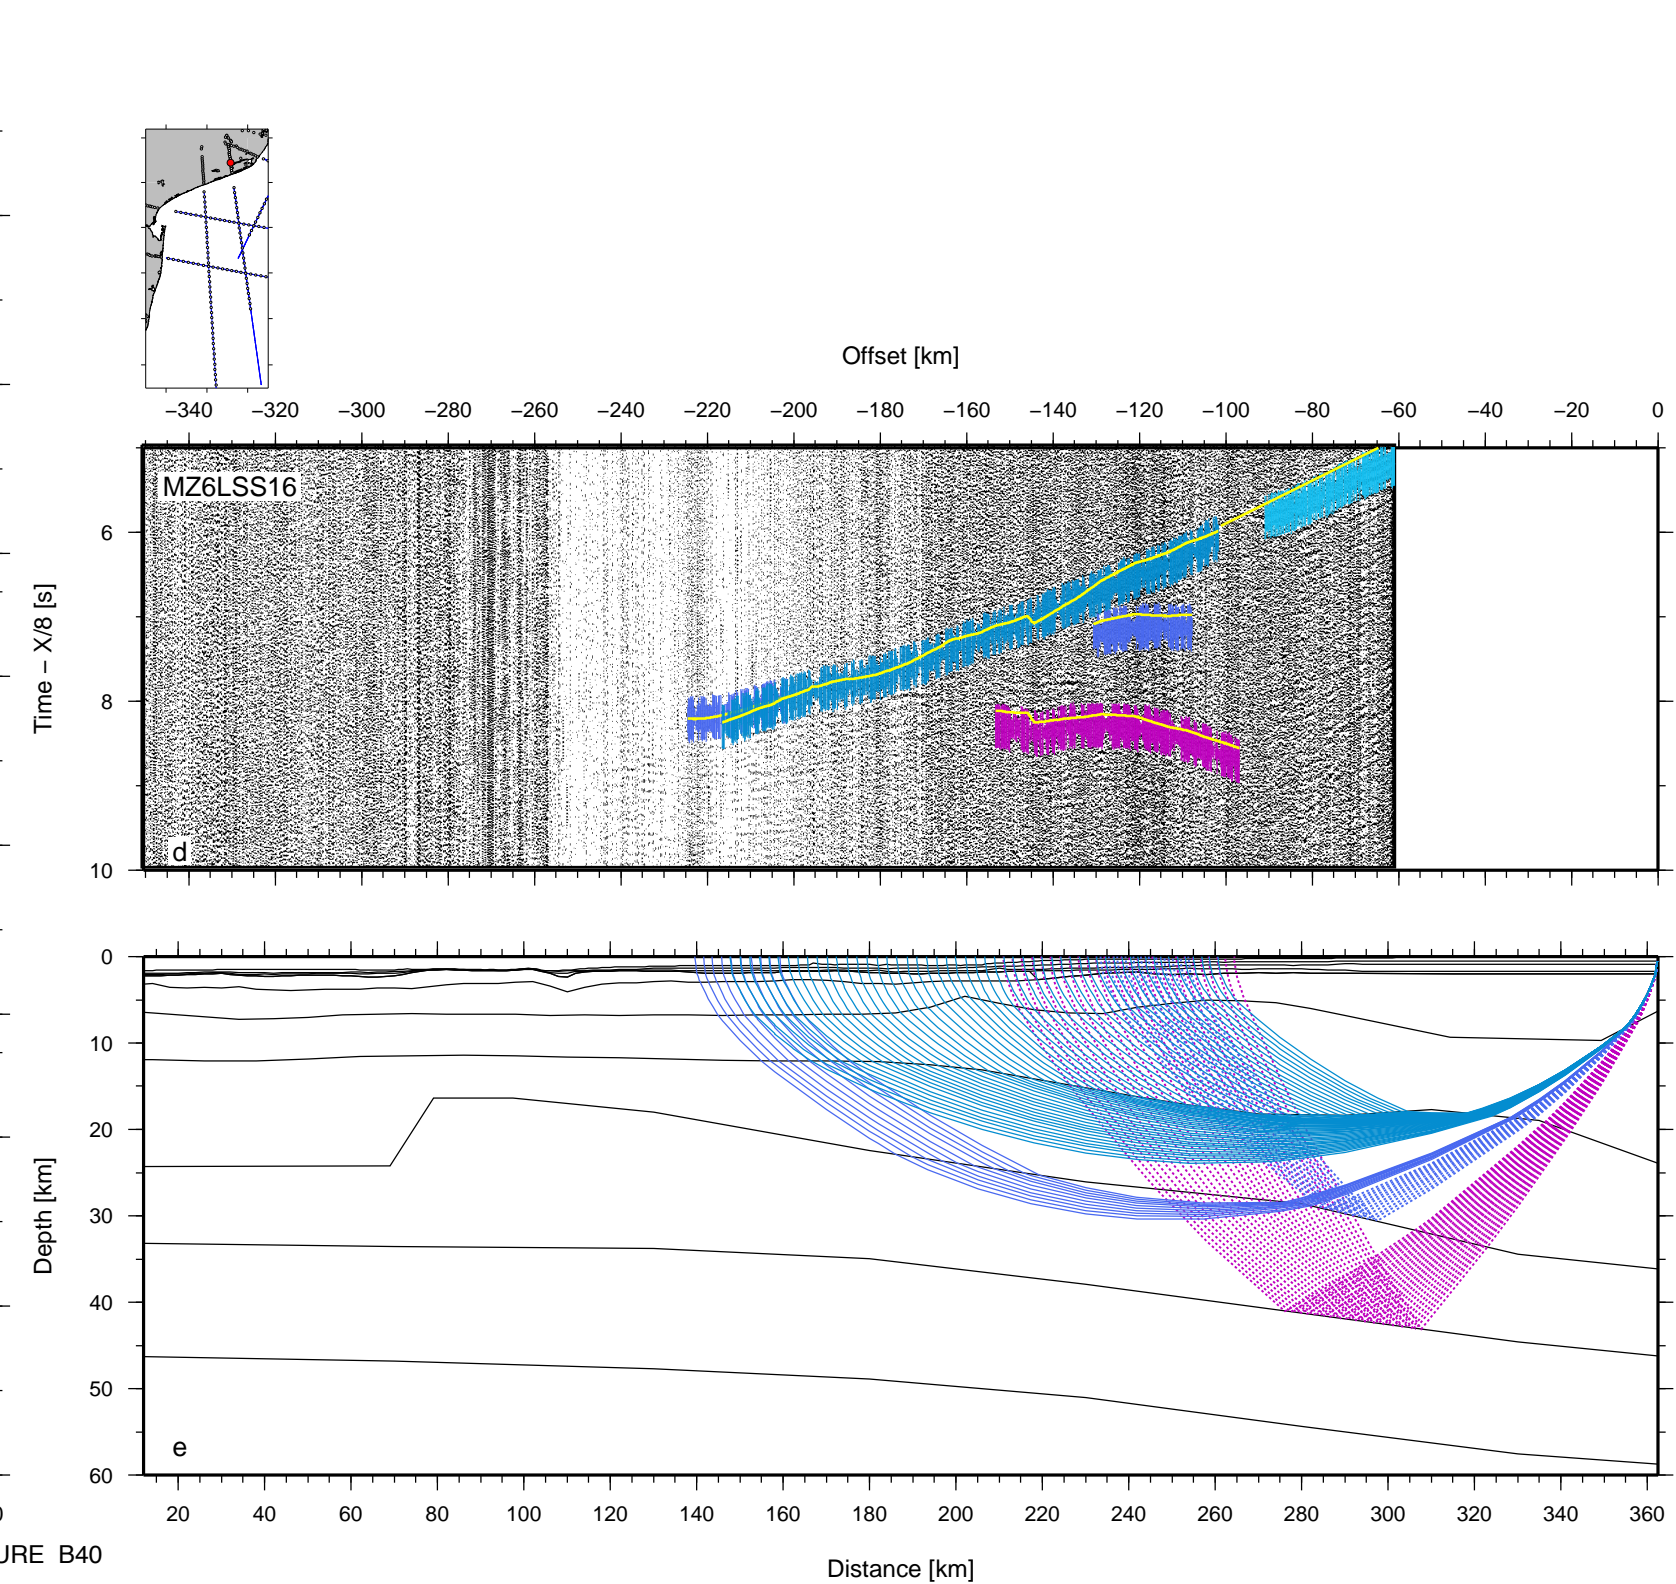 Offset [km]
−340 −320 −300 −280 −260 −240 −220 −200 −180 −160 −140 −120 −100 −80 −60 −40 −20 0
MZ6LSS16
6
8
10
Time − X/8 [s]
d
0
10
20
30
40
50
60
Depth [km]
e
20 40 60 80 100 120 140 160 180 200 220 240 260 280 300 320 340 360
Distance [km]
URE B40